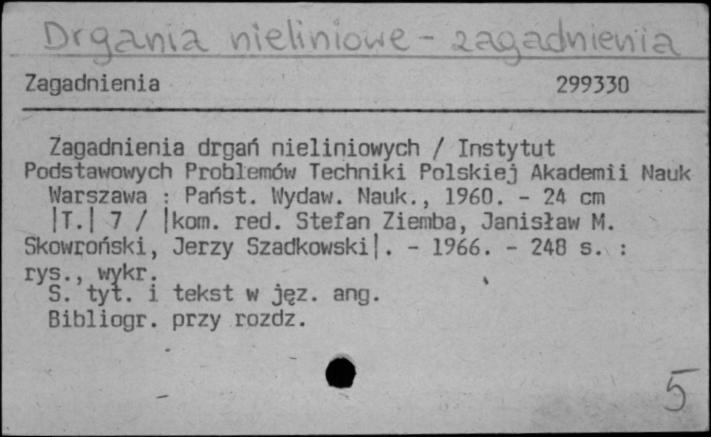 Drgania nieliniowe - zagadnienia
Zagadnienia 299330
Zagadnienia drgań nieliniowych / Instytut
Podstawowych Problemów Techniki Polskiej Akademii Nauk
Warszawa : Państ. Wydaw. Nauk., 1960. - 24 cm
|T.| 7 / |kom. red. Stefan Ziemba, Janisław M.
Skowroński, Jerzy Szadkowski|. - 1966. - 248 s. :
rys., wykr.
S. tyt. i tekst w jęz. ang.
Bibliogr. przy rozdz.
5